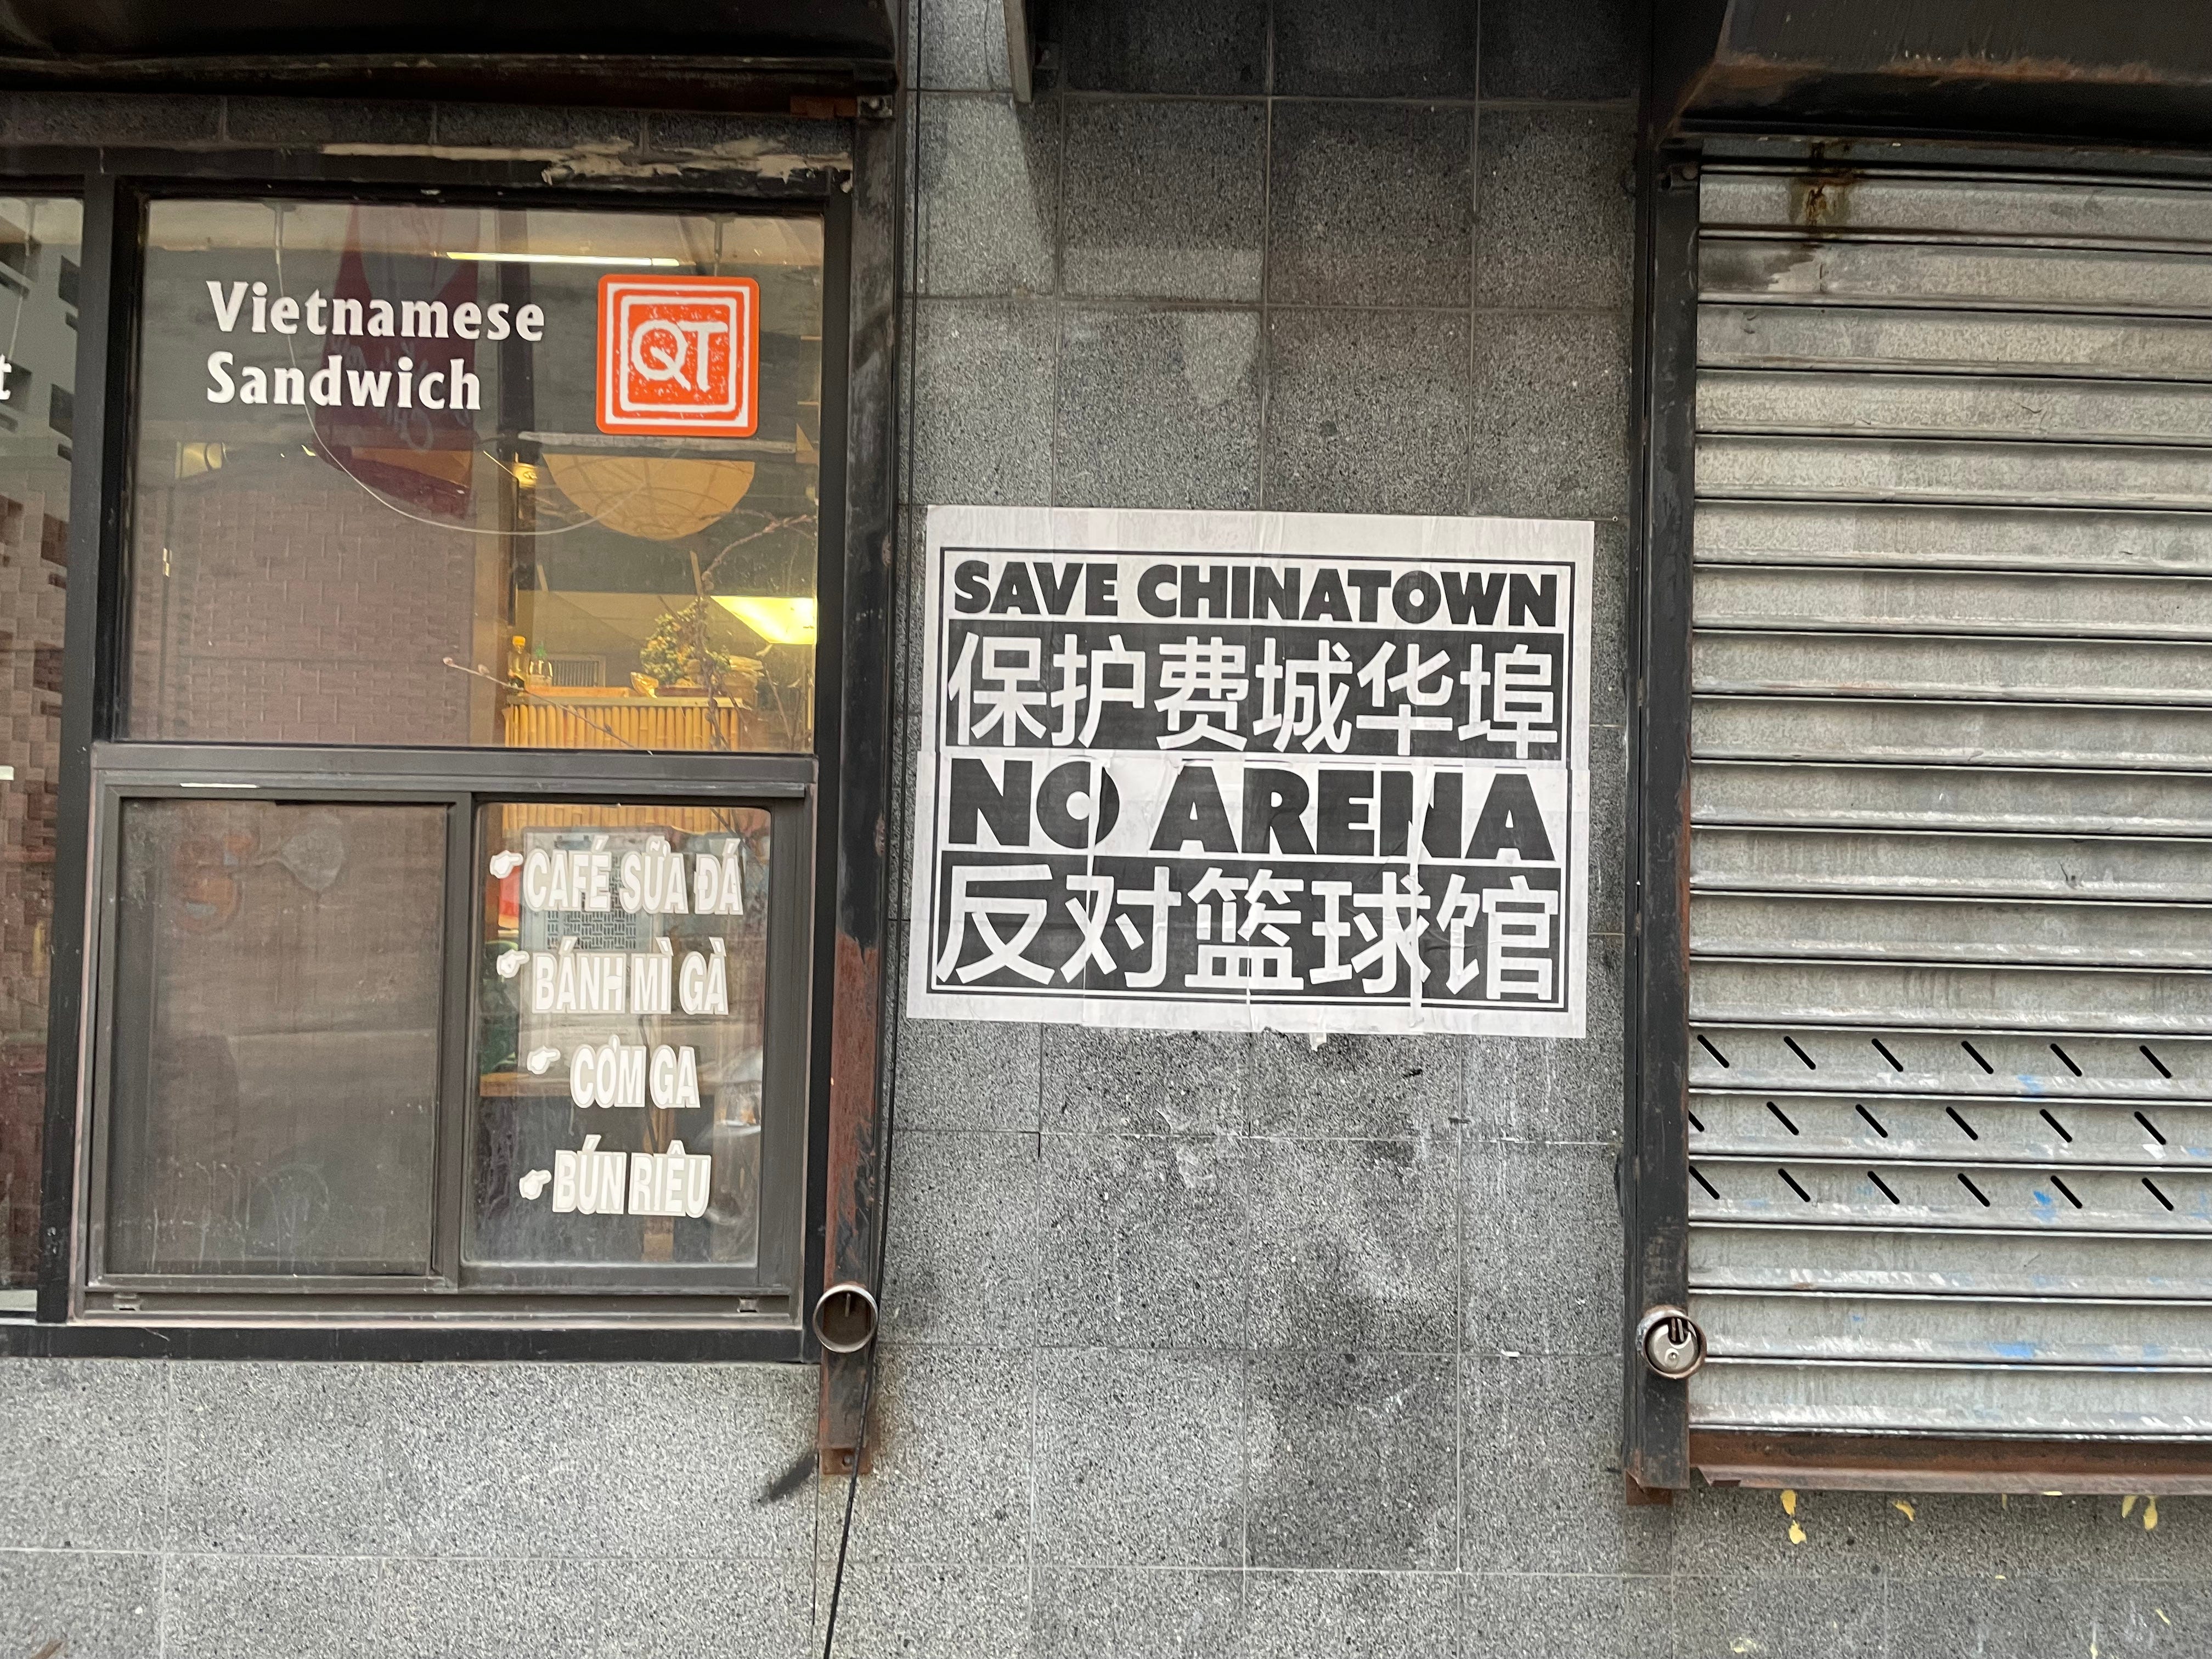 Vietnamese
Sandwich
QT
t
CAFÉ SỮA ĐÁ
BÁNH MÌ GÀ
CƠM GA
BÚN RIÊU
SAVE CHINATOWN
保护费城华埠
NO ARENA
反对篮球馆